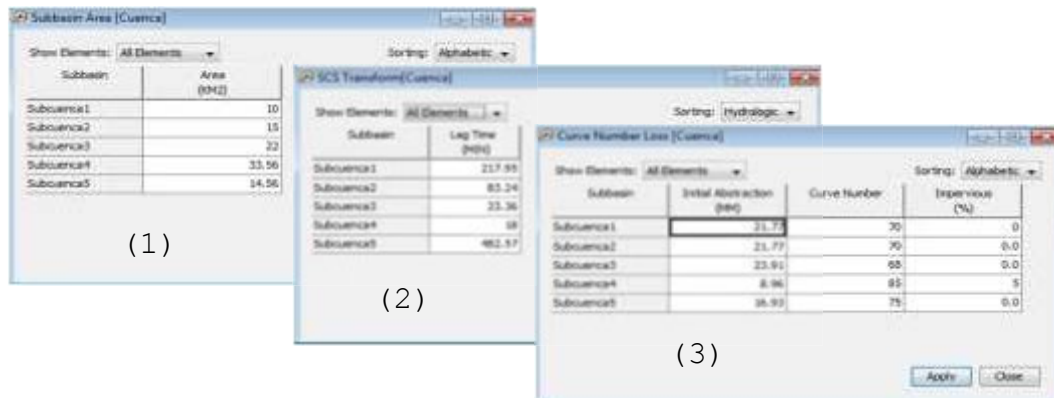 Subbasin Area [Cuenca]
Show Elements: All Elements
Sorting: Alphabetic
Subbasin Area (KM2)
Subcuenca1 10
Subcuenca2 15
Subcuenca3 22
Subcuenca4 33.56
Subcuenca5 14.56
(1)
SCS Transform[Cuenca]
Show Elements: All Elements
Sorting: Hydrologic
Subbasin Lag Time (MIN)
Subcuenca1 217.95
Subcuenca2 83.24
Subcuenca3 23.36
Subcuenca4 18
Subcuenca5 482.57
(2)
Curve Number Loss [Cuenca]
Show Elements: All Elements
Sorting: Alphabetic
Subbasin Initial Abstraction (MM) Curve Number Impervious (%)
Subcuenca1 21.77 70 0
Subcuenca2 21.77 70 0.0
Subcuenca3 23.91 68 0.0
Subcuenca4 8.96 85 5
Subcuenca5 16.93 75 0.0
(3)
Apply Close